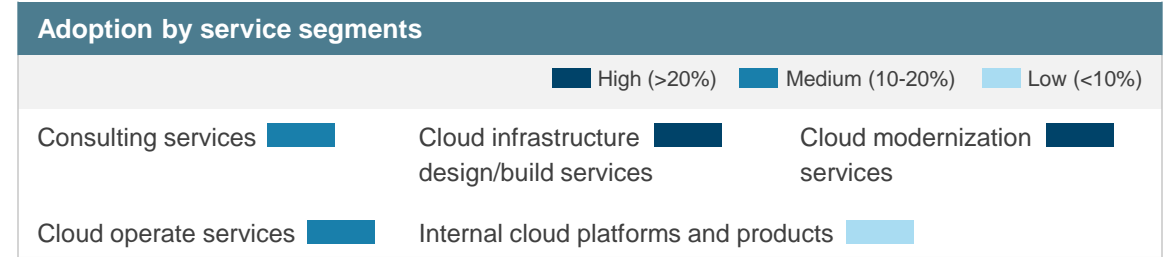 Adoption by service segments
High (>20%) Medium (10-20%) Low (<10%)
Consulting services
Cloud infrastructure
design/build services
Cloud modernization
services
Cloud operate services
Internal cloud platforms and products